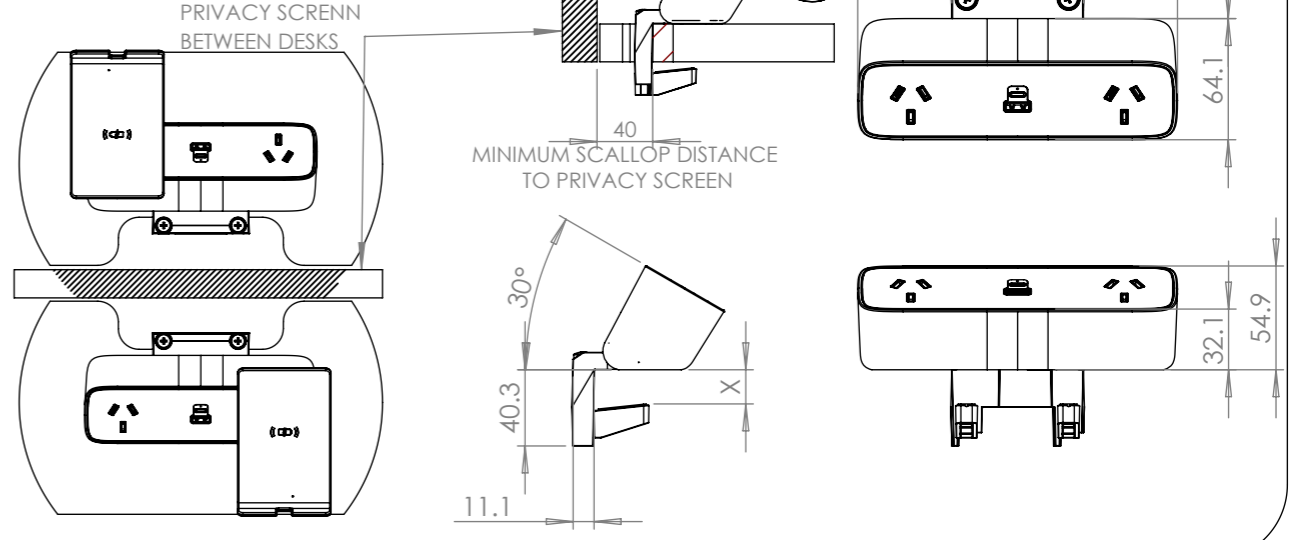 PRIVACY SCRENN
BETWEEN DESKS
40
MINIMUM SCALLOP DISTANCE
TO PRIVACY SCREEN
64.1
30°
40.3
X
11.1
32.1
54.9